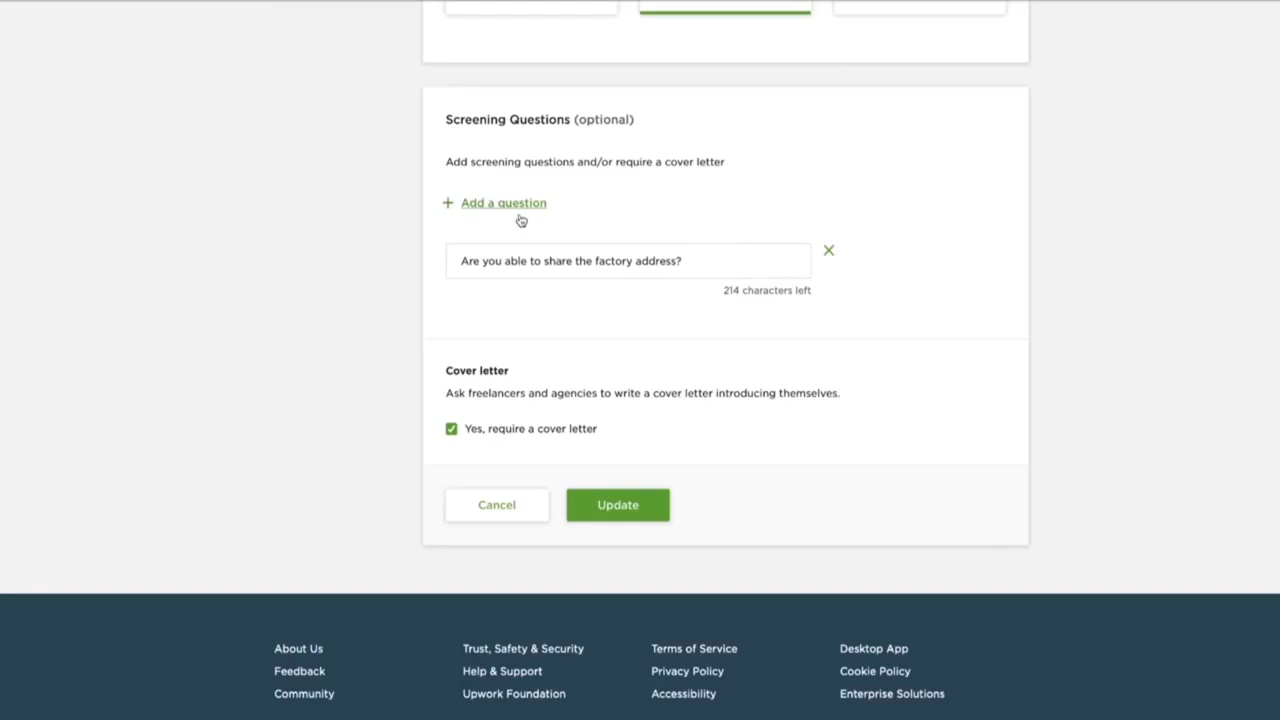 Screening Questions (optional)
Add screening questions and/or require a cover letter
+ Add a question
Are you able to share the factory address?
214 characters left
Cover letter
Ask freelancers and agencies to write a cover letter introducing themselves.
Yes, require a cover letter
Cancel Update
About Us Trust, Safety & Security Terms of Service Desktop App
Feedback Help & Support Privacy Policy Cookie Policy
Community Upwork Foundation Accessibility Enterprise Solutions